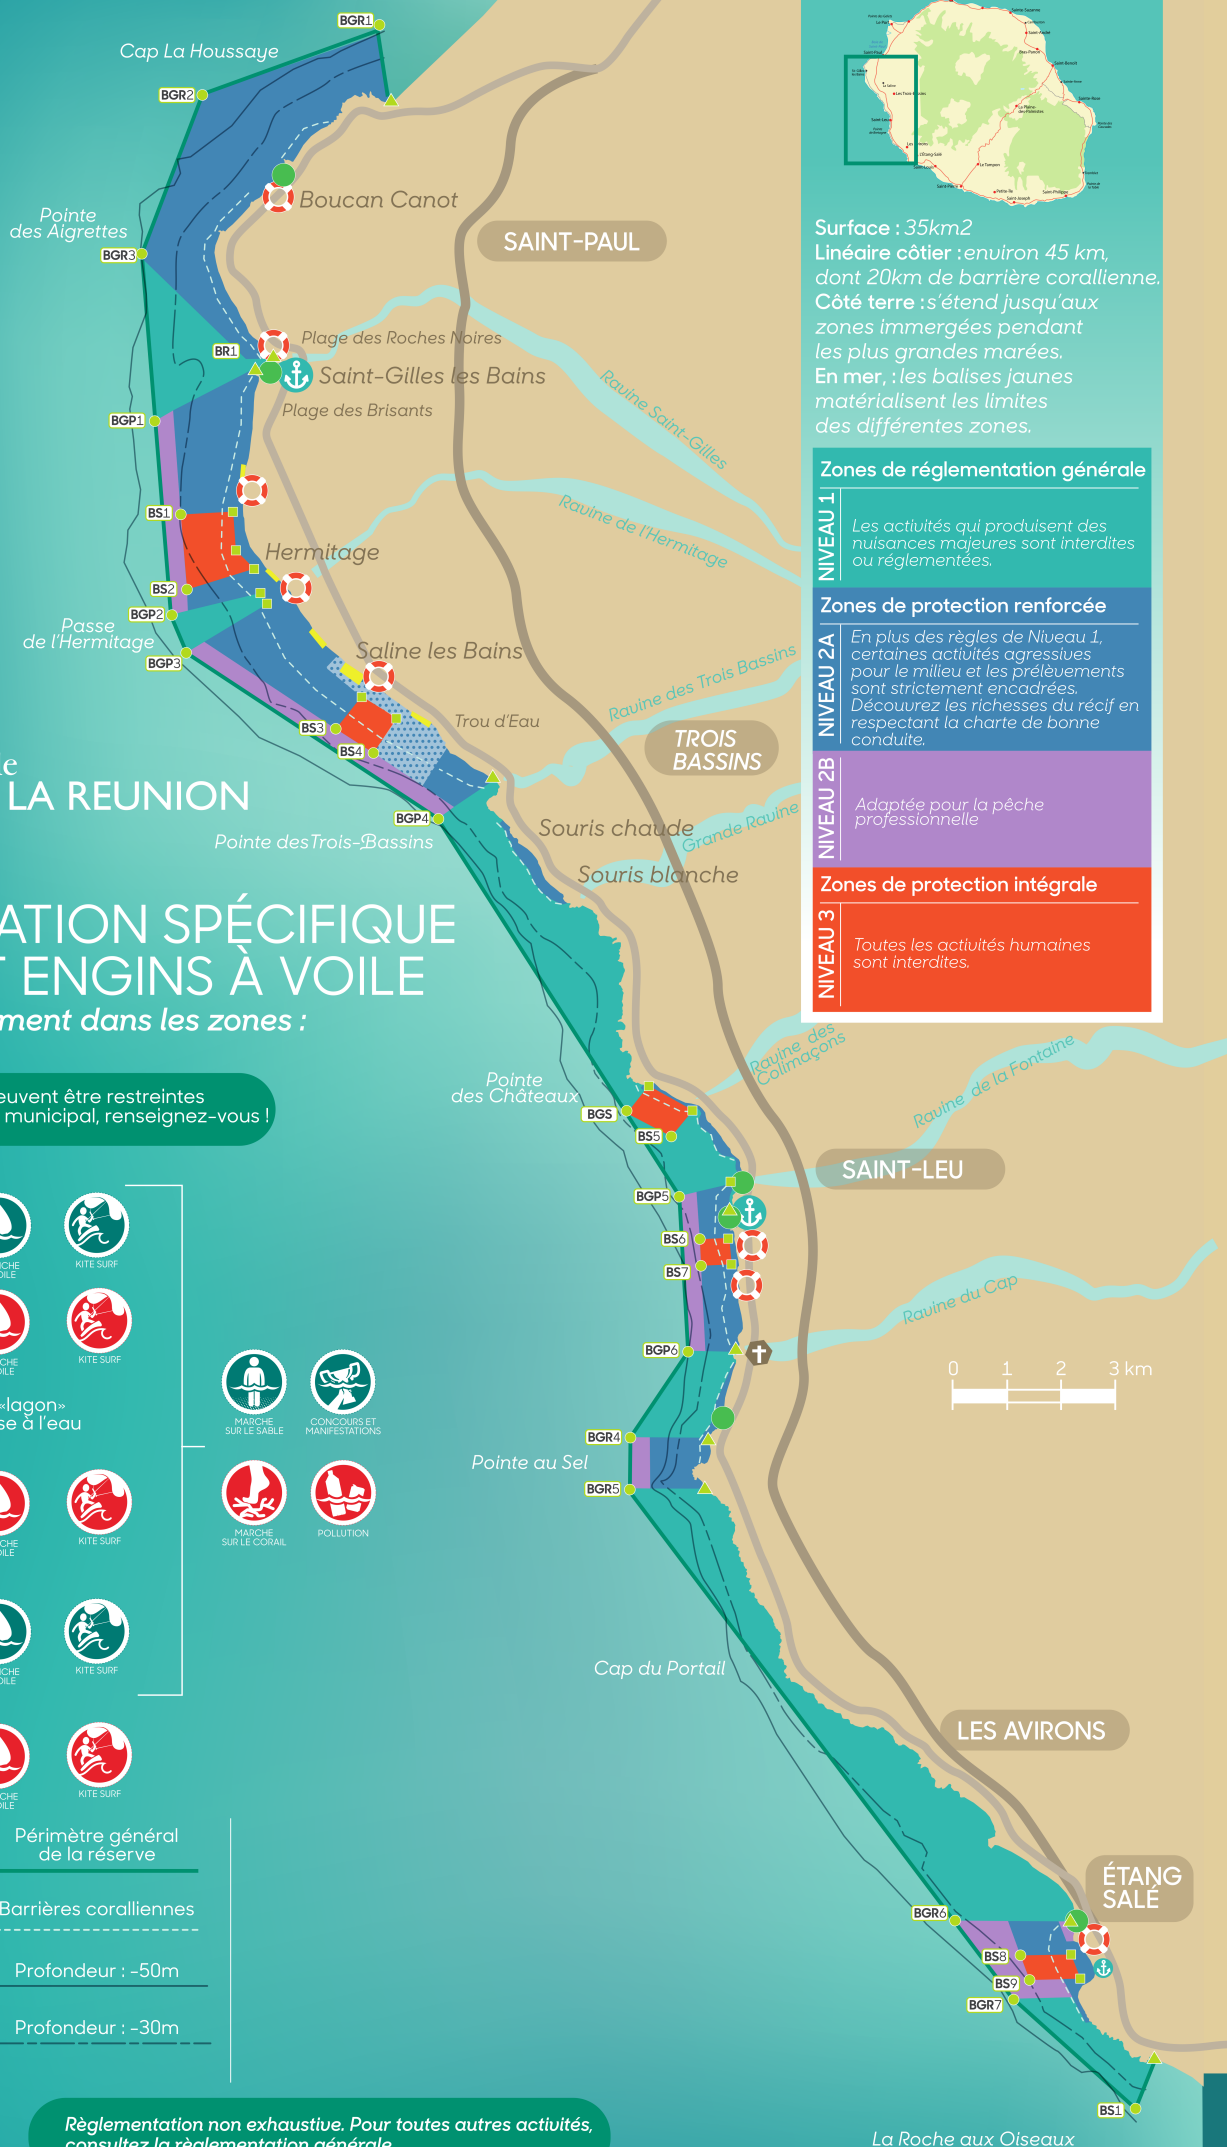 BGR1
Cap La Houssaye
BGR2
Pointe
des Aigrettes
BGR3
Boucan Canot
SAINT-PAUL
Plage des Roches Noires
BR1
Saint-Gilles les Bains
Plage des Brisants
BGP1
Ravine Saint-Gilles
BS1
Hermitage
Ravine de l'Hermitage
BS2
BGP2
Passe
de l'Hermitage
BGP3
Saline les Bains
Ravine des Trois Bassins
BS3
Trou d'Eau
BS4
TROIS
BASSINS
BGP4
Pointe des Trois-Bassins
Souris chaude
Grande Ravine
Souris blanche
LA REUNION
ATION SPÉCIFIQUE
T ENGINS À VOILE
ment dans les zones :
euvent être restreintes
municipal, renseignez-vous !
Surface : 35km2
Linéaire côtier : environ 45 km,
dont 20km de barrière corallienne.
Côté terre : s'étend jusqu'aux
zones immergées pendant
les plus grandes marées.
En mer, : les balises jaunes
matérialisent les limites
des différentes zones.
Zones de réglementation générale
NIVEAU 1
Les activités qui produisent des
nuisances majeures sont interdites
ou réglementées.
Zones de protection renforcée
NIVEAU 2A
En plus des règles de Niveau 1,
certaines activités agressives
pour le milieu et les prélèvements
sont strictement encadrées.
Découvrez les richesses du récif en
respectant la charte de bonne
conduite.
NIVEAU 2B
Adaptée pour la pêche
professionnelle
Zones de protection intégrale
NIVEAU 3
Toutes les activités humaines
sont interdites.
Ravine des
Colimaçons
Ravine de la Fontaine
Pointe
des Châteaux
BGS
BS5
SAINT-LEU
BGP5
BS6
BS7
Ravine du Cap
BGP6
0 1 2 3 km
BGR4
Pointe au Sel
BGR5
Cap du Portail
LES AVIRONS
ÉTANG
SALÉ
BGR6
BS8
BS9
BGR7
BS1
La Roche aux Oiseaux
KITE SURF
KITE SURF
«lagon»
se à l'eau
KITE SURF
KITE SURF
KITE SURF
MARCHE
SUR LE SABLE
CONCOURS ET
MANIFESTATIONS
MARCHE
SUR LE CORAIL
POLLUTION
Périmètre général
de la réserve
Barrières coralliennes
Profondeur : -50m
Profondeur : -30m
Règlementation non exhaustive. Pour toutes autres activités,
consultez la règlementation générale